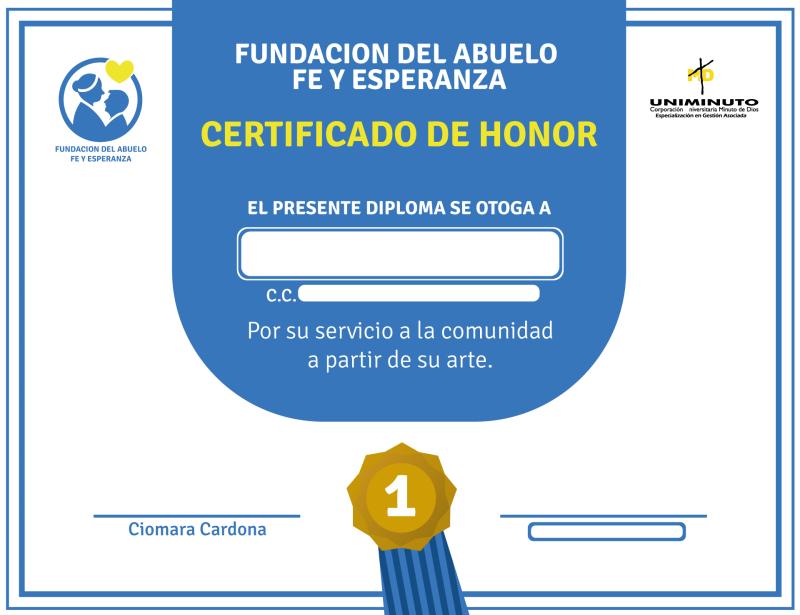 FUNDACION DEL ABUELO
FE Y ESPERANZA
CERTIFICADO DE HONOR
FUNDACION DEL ABUELO
FE Y ESPERANZA
MD
UNIMINUTO
Corporación niversitaria Minuto de Dios
Especialización en Gestión Asociada
EL PRESENTE DIPLOMA SE OTOGA A
C.C.
Por su servicio a la comunidad
a partir de su arte.
1
Ciomara Cardona